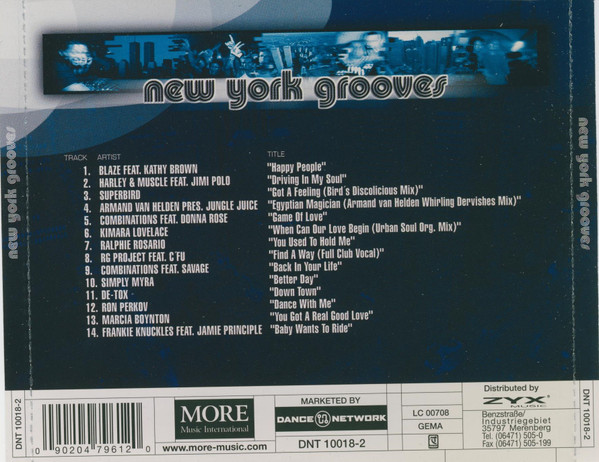 new york grooves
new york grooves
new york grooves
TRACK ARTIST TITLE
1. BLAZE FEAT. KATHY BROWN "Happy People"
2. HARLEY & MUSCLE FEAT. JIMI POLO "Driving In My Soul"
3. SUPERBIRD "Got A Feeling (Bird´s Discolicious Mix)
4. ARMAND VAN HELDEN PRES. JUNGLE JUICE "Egyptian Magician (Armand van Helden Whirling Dervishes Mix)
5. COMBINATIONS FEAT. DONNA ROSE "Game Of Love"
6. KIMARA LOVELACE "When Can Our Love Begin (Urban Soul Org. Mix)"
7. RALPHIE ROSARIO "You Used To Hold Me"
8. RG PROJECT FEAT. C´FU "Find A Way (Full Club Vocal)"
9. COMBINATIONS FEAT. SAVAGE "Back In Your Life"
10. SIMPLY MYRA "Better Day"
11. DE-TOX "Down Town"
12. RON PERKOV "Dance With Me"
13. MARCIA BOYNTON "You Got A Real Good Love"
14. FRANKIE KNUCKLES FEAT. JAMIE PRINCIPLE "Baby Wants To Ride"
DNT 10018-2
0 90204 79612 0
MORE
Music International
www.more-music.com
MARKETED BY
DANCE NETWORK
DNT 10018-2
LC 00708
GEMA
Distributed by
ZYX
MUSIC
Benzstraße/
Industriegebiet
35797 Merenberg
Tel. (06471) 505-0
Fax (06471) 505-199
DNT 10018-2